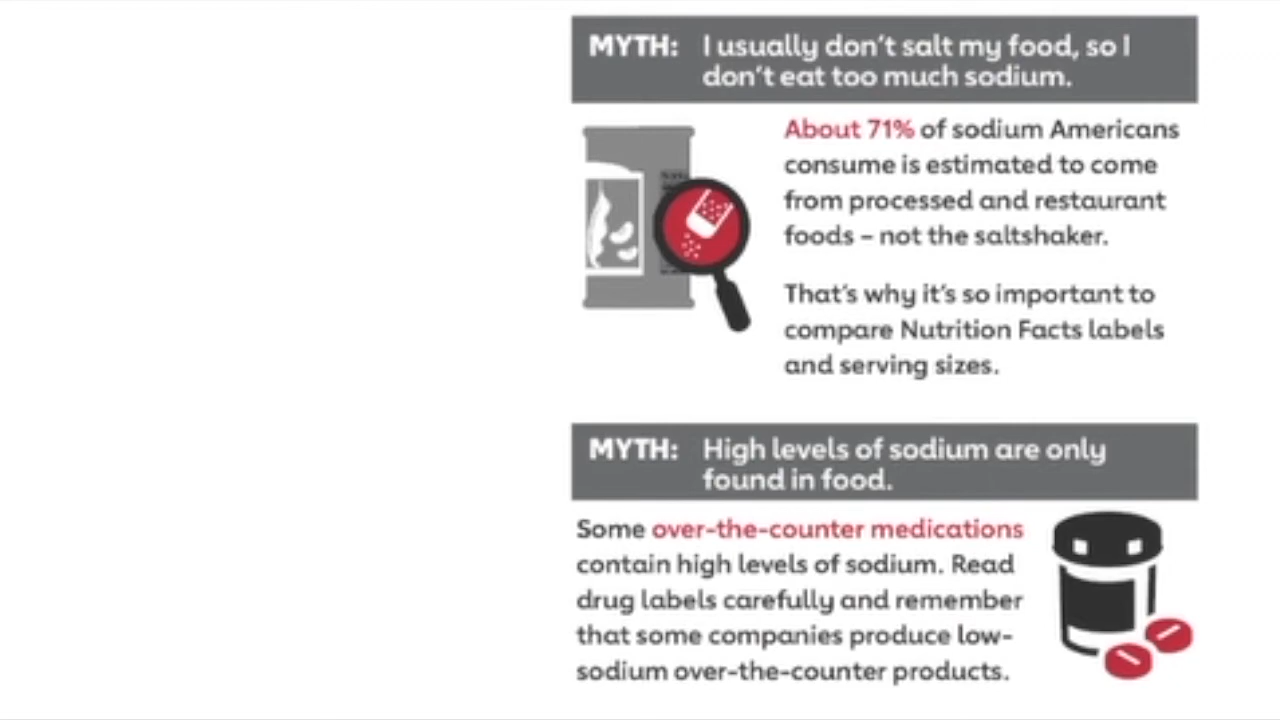 MYTH: I usually don't salt my food, so I
don't eat too much sodium.
About 71% of sodium Americans
consume is estimated to come
from processed and restaurant
foods – not the saltshaker.
That's why it's so important to
compare Nutrition Facts labels
and serving sizes.
MYTH: High levels of sodium are only
found in food.
Some over-the-counter medications
contain high levels of sodium. Read
drug labels carefully and remember
that some companies produce low-
sodium over-the-counter products.